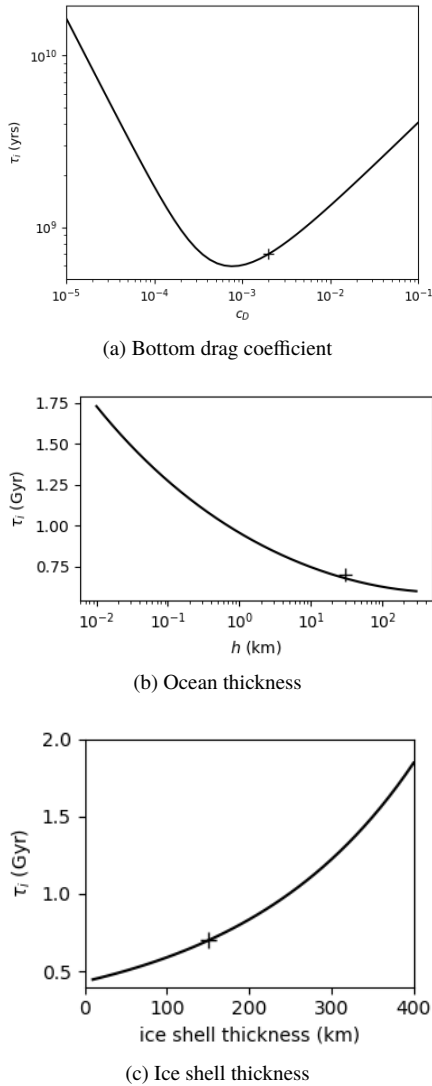 10^10
10^9
τ_i (yrs)
10^-5 10^-4 10^-3 10^-2 10^-1
c_D
(a) Bottom drag coefficient
1.75
1.50
1.25
1.00
0.75
τ_i (Gyr)
10^-2 10^-1 10^0 10^1 10^2
h (km)
(b) Ocean thickness
2.0
1.5
1.0
0.5
τ_i (Gyr)
0 100 200 300 400
ice shell thickness (km)
(c) Ice shell thickness